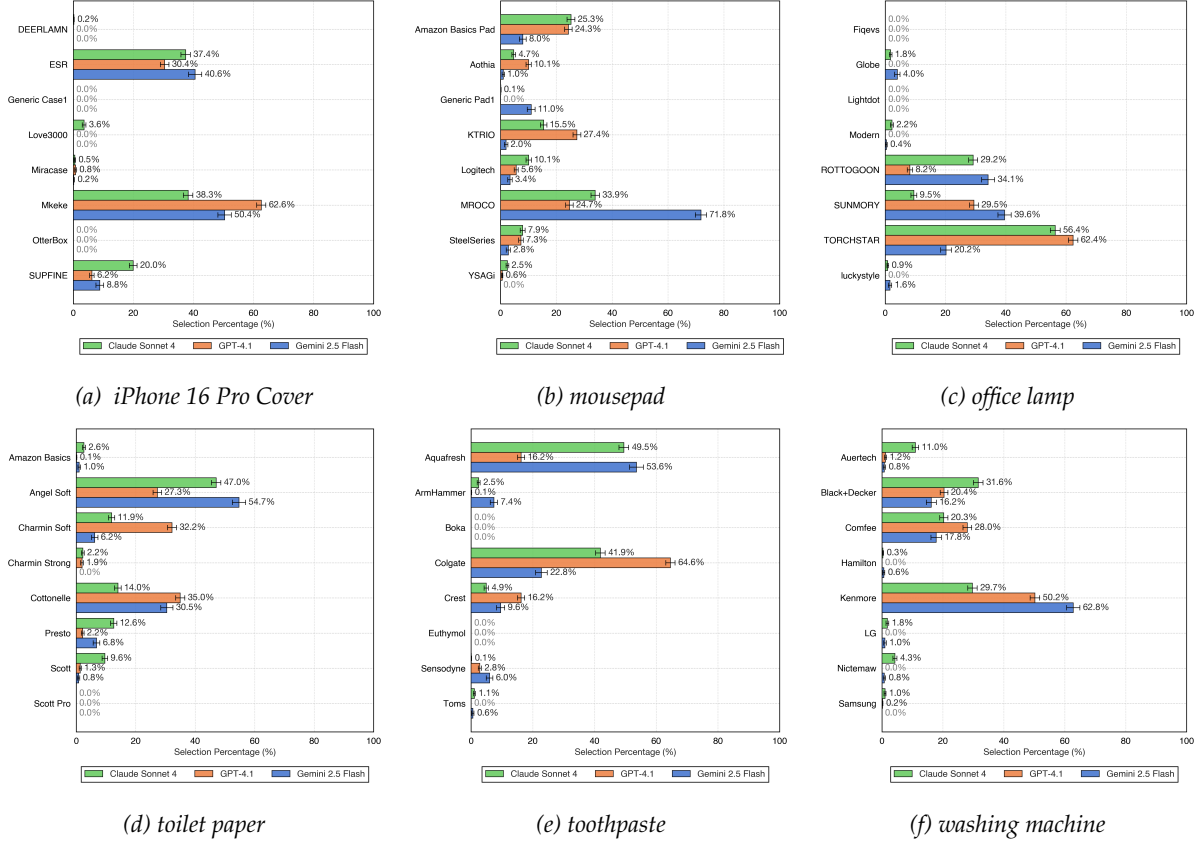 DEERLAMN
0.2%
0.0%
0.0%
ESR
37.4%
30.4%
40.6%
Generic Case1
0.0%
0.0%
0.0%
Love3000
3.6%
0.0%
0.0%
Miracase
0.5%
0.8%
0.2%
Mkeke
38.3%
62.6%
50.4%
OtterBox
0.0%
0.0%
0.0%
SUPFINE
20.0%
6.2%
8.8%
0 20 40 60 80 100
Selection Percentage (%)
Claude Sonnet 4 GPT-4.1 Gemini 2.5 Flash
(a) iPhone 16 Pro Cover
Amazon Basics Pad
25.3%
24.3%
8.0%
Aothia
4.7%
10.1%
1.0%
Generic Pad1
0.1%
0.0%
11.0%
KTRIO
15.5%
27.4%
2.0%
Logitech
10.1%
5.6%
3.4%
MROCO
33.9%
24.7%
71.8%
SteelSeries
7.9%
7.3%
2.8%
YSAGi
2.5%
0.6%
0.0%
0 20 40 60 80 100
Selection Percentage (%)
Claude Sonnet 4 GPT-4.1 Gemini 2.5 Flash
(b) mousepad
Fiqevs
0.0%
0.0%
0.0%
Globe
1.8%
0.0%
4.0%
Lightdot
0.0%
0.0%
0.0%
Modern
2.2%
0.0%
0.4%
ROTTOGOON
29.2%
8.2%
34.1%
SUNMORY
9.5%
29.5%
39.6%
TORCHSTAR
56.4%
62.4%
20.2%
luckystyle
0.9%
0.0%
1.6%
0 20 40 60 80 100
Selection Percentage (%)
Claude Sonnet 4 GPT-4.1 Gemini 2.5 Flash
(c) office lamp
Amazon Basics
2.6%
0.1%
1.0%
Angel Soft
47.0%
27.3%
54.7%
Charmin Soft
11.9%
32.2%
6.2%
Charmin Strong
2.2%
1.9%
0.0%
Cottonelle
14.0%
35.0%
30.5%
Presto
12.6%
2.2%
6.8%
Scott
9.6%
1.3%
0.8%
Scott Pro
0.0%
0.0%
0.0%
0 20 40 60 80 100
Selection Percentage (%)
Claude Sonnet 4 GPT-4.1 Gemini 2.5 Flash
(d) toilet paper
Aquafresh
49.5%
16.2%
53.6%
ArmHammer
2.5%
0.1%
7.4%
Boka
0.0%
0.0%
0.0%
Colgate
41.9%
64.6%
22.8%
Crest
4.9%
16.2%
9.6%
Euthymol
0.0%
0.0%
0.0%
Sensodyne
0.1%
2.8%
6.0%
Toms
1.1%
0.0%
0.6%
0 20 40 60 80 100
Selection Percentage (%)
Claude Sonnet 4 GPT-4.1 Gemini 2.5 Flash
(e) toothpaste
Auertech
11.0%
1.2%
0.8%
Black+Decker
31.6%
20.4%
16.2%
Comfee
20.3%
28.0%
17.8%
Hamilton
0.3%
0.0%
0.6%
Kenmore
29.7%
50.2%
62.8%
LG
1.8%
0.0%
1.0%
Nictemaw
4.3%
0.0%
0.8%
Samsung
1.0%
0.2%
0.0%
0 20 40 60 80 100
Selection Percentage (%)
Claude Sonnet 4 GPT-4.1 Gemini 2.5 Flash
(f) washing machine